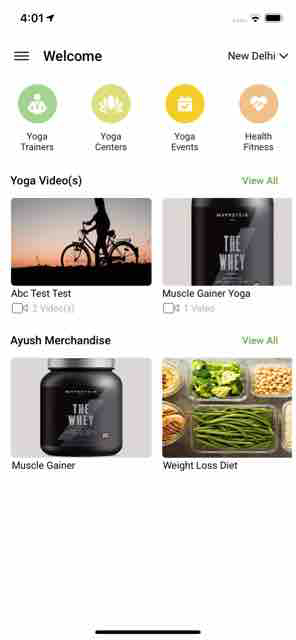 4:01
Welcome
New Delhi
Yoga
Trainers
Yoga
Centers
Yoga
Events
Health
Fitness
Yoga Video(s)
View All
MYPROTEIN
THE
WHEY
Abc Test Test
Muscle Gainer Yoga
2 Video(s)
1 Video
Ayush Merchandise
View All
MYPROTEIN
THE
WHEY
Muscle Gainer
Weight Loss Diet